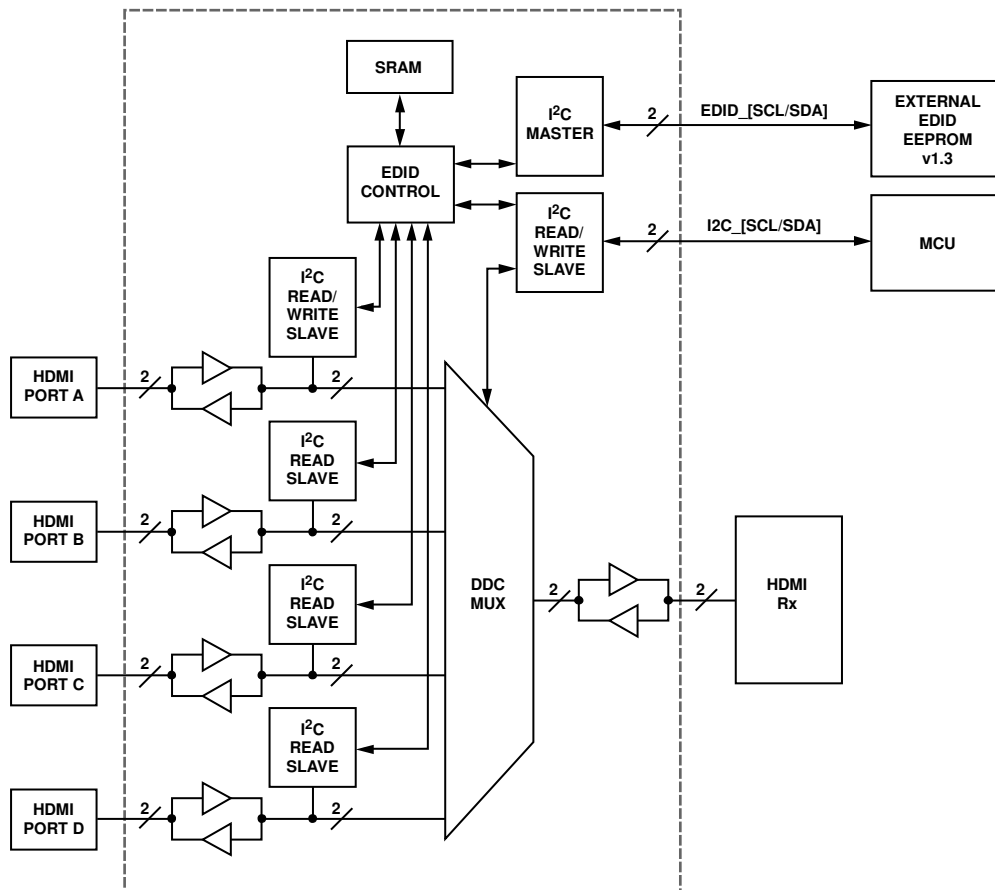 SRAM
I²C
MASTER
2
EDID_[SCL/SDA]
EXTERNAL
EDID
EEPROM
v1.3
EDID
CONTROL
I²C
READ/
WRITE
SLAVE
2
I2C_[SCL/SDA]
MCU
I²C
READ/
WRITE
SLAVE
HDMI
PORT A
2
2
I²C
READ
SLAVE
HDMI
PORT B
2
2
I²C
READ
SLAVE
DDC
MUX
2
2
HDMI
Rx
HDMI
PORT C
2
2
I²C
READ
SLAVE
HDMI
PORT D
2
2